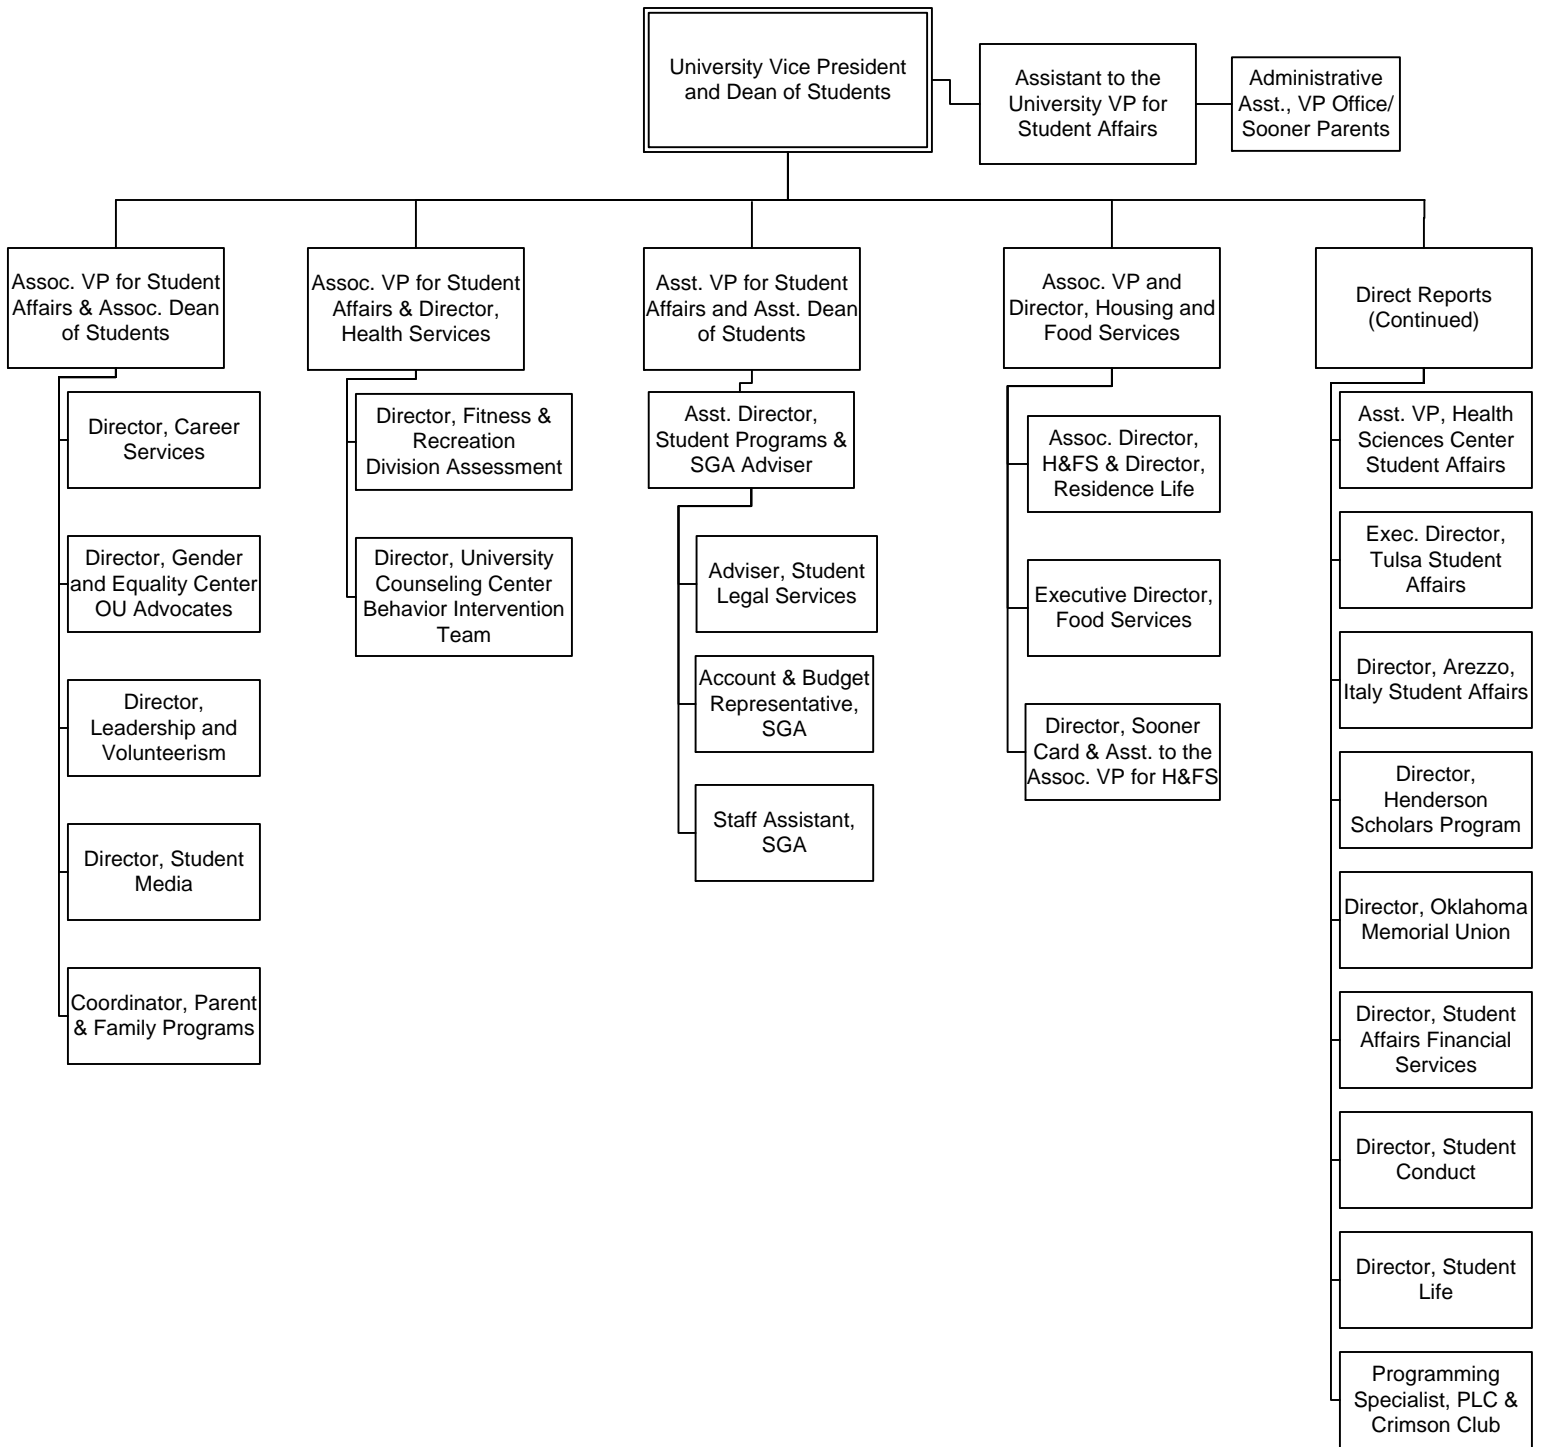 University Vice President
and Dean of Students
Assistant to the
University VP for
Student Affairs
Administrative
Asst., VP Office/
Sooner Parents
Assoc. VP for Student
Affairs & Assoc. Dean
of Students
Director, Career
Services
Director, Gender
and Equality Center
OU Advocates
Director,
Leadership and
Volunteerism
Director, Student
Media
Coordinator, Parent
& Family Programs
Assoc. VP for Student
Affairs & Director,
Health Services
Director, Fitness &
Recreation
Division Assessment
Director, University
Counseling Center
Behavior Intervention
Team
Asst. VP for Student
Affairs and Asst. Dean
of Students
Asst. Director,
Student Programs &
SGA Adviser
Adviser, Student
Legal Services
Account & Budget
Representative,
SGA
Staff Assistant,
SGA
Assoc. VP and
Director, Housing and
Food Services
Assoc. Director,
H&FS & Director,
Residence Life
Executive Director,
Food Services
Director, Sooner
Card & Asst. to the
Assoc. VP for H&FS
Direct Reports
(Continued)
Asst. VP, Health
Sciences Center
Student Affairs
Exec. Director,
Tulsa Student
Affairs
Director, Arezzo,
Italy Student Affairs
Director,
Henderson
Scholars Program
Director, Oklahoma
Memorial Union
Director, Student
Affairs Financial
Services
Director, Student
Conduct
Director, Student
Life
Programming
Specialist, PLC &
Crimson Club